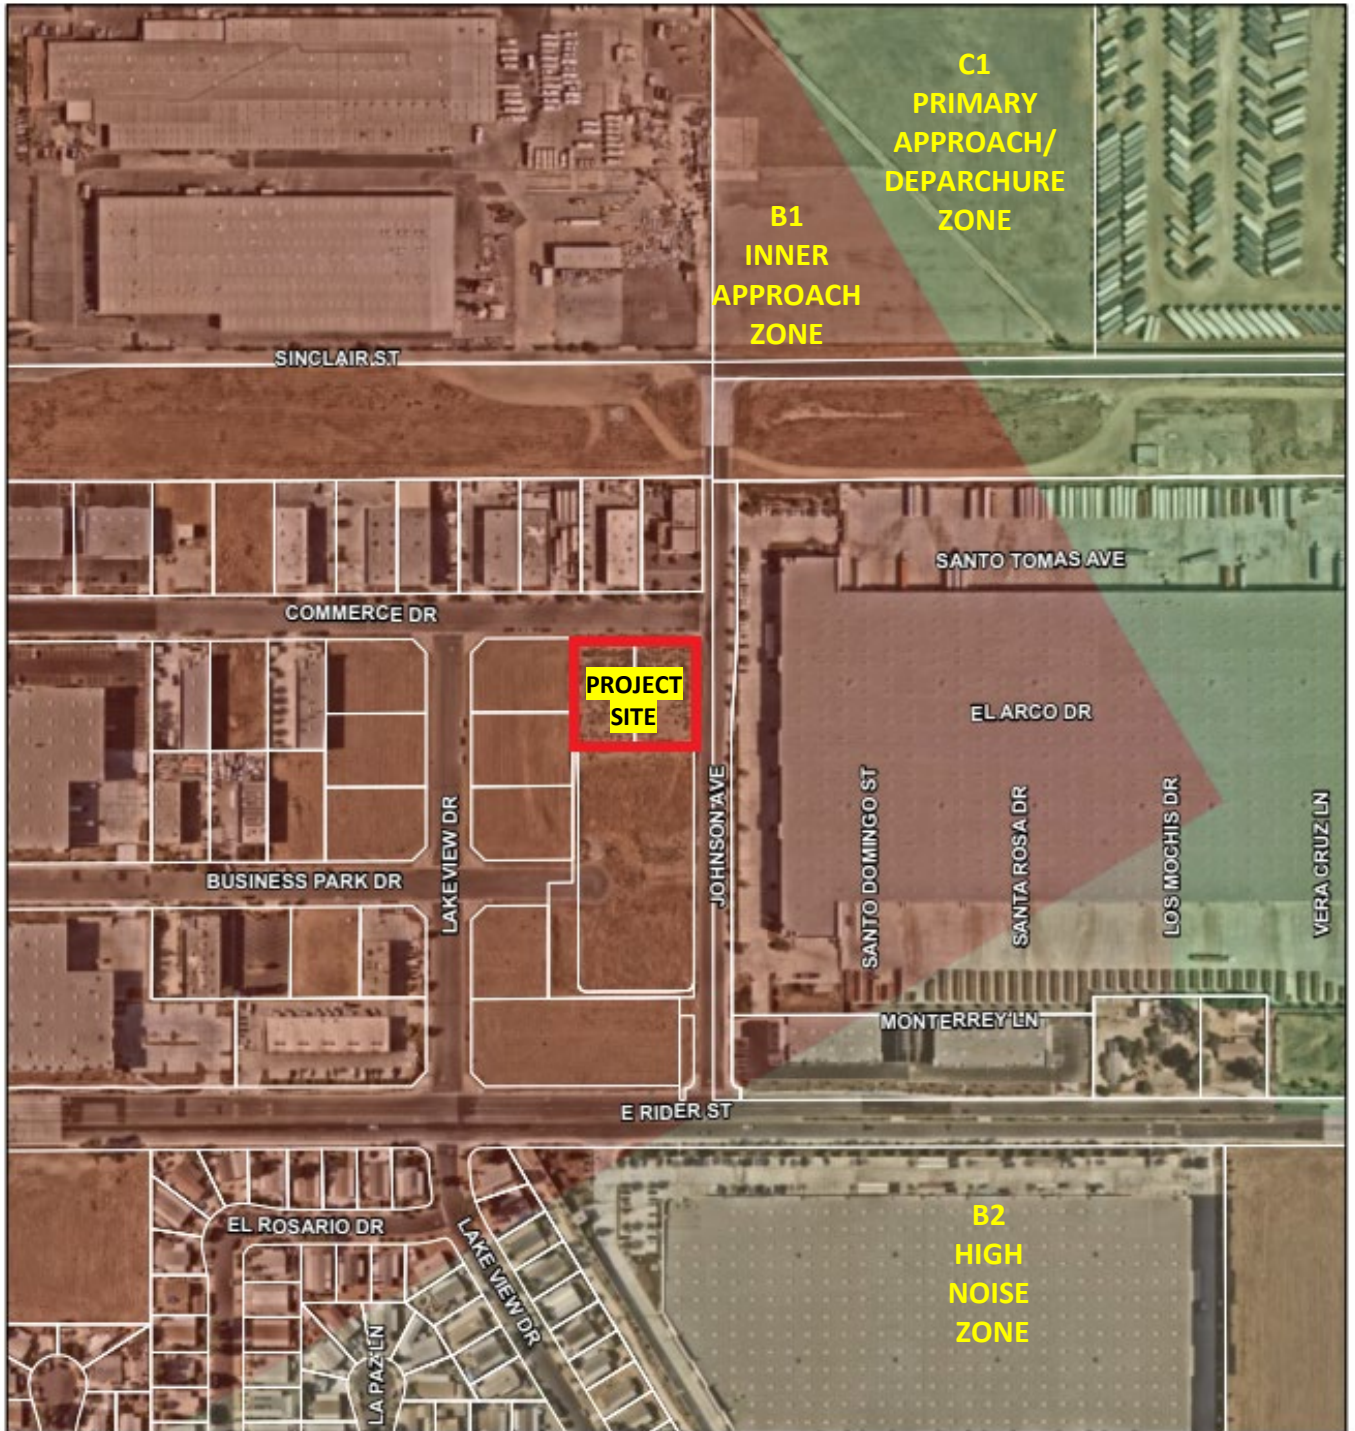 C1
PRIMARY
APPROACH/
DEPARCHURE
ZONE
B1
INNER
APPROACH
ZONE
SINCLAIR ST
SANTO TOMAS AVE
COMMERCE DR
PROJECT
SITE
EL ARCO DR
JOHNSON AVE
SANTO DOMINGO ST
SANTA ROSA DR
LOS MOCHIS DR
VERA CRUZ LN
LAKEVIEW DR
BUSINESS PARK DR
MONTERREY LN
E RIDER ST
EL ROSARIO DR
LAKE VIEW DR
LA PAZ LN
B2
HIGH
NOISE
ZONE